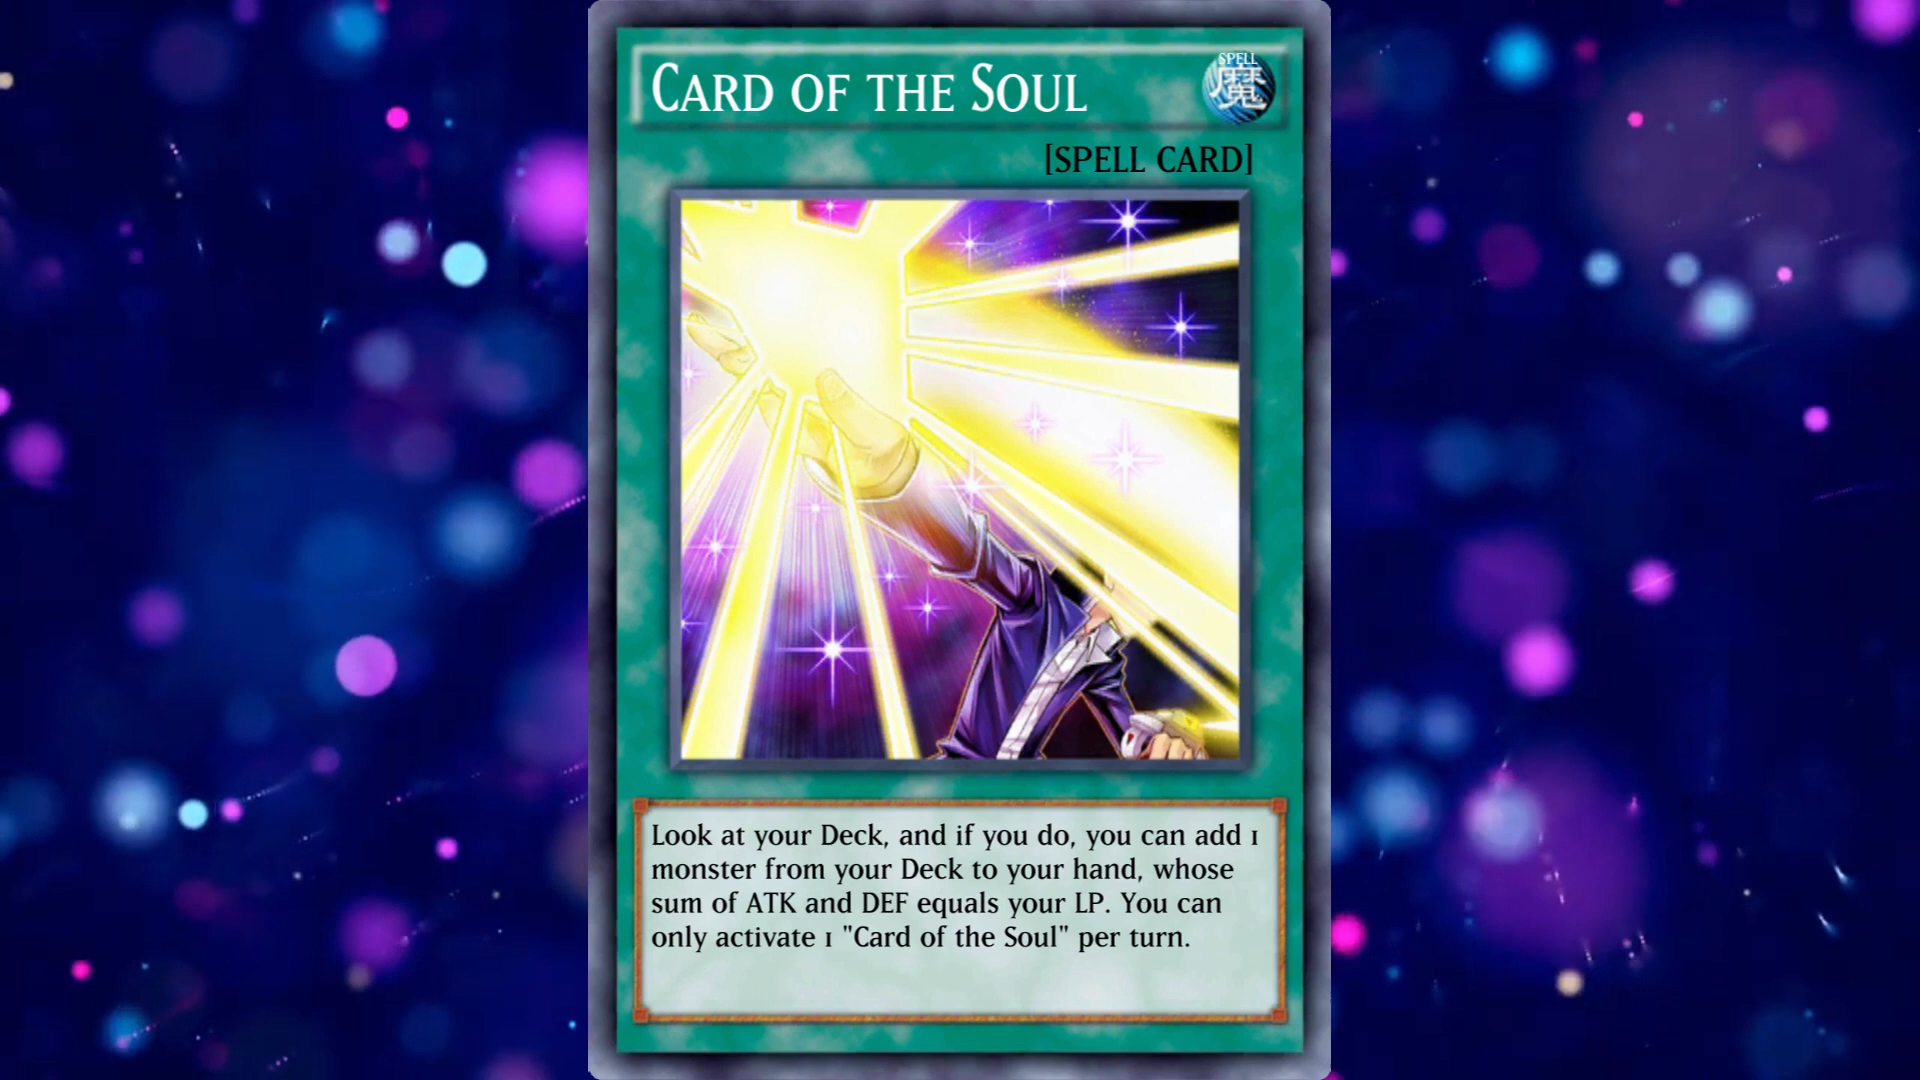 Card of the Soul
SPELL
魔
[SPELL CARD]
Look at your Deck, and if you do, you can add 1
monster from your Deck to your hand, whose
sum of ATK and DEF equals your LP. You can
only activate 1 "Card of the Soul" per turn.